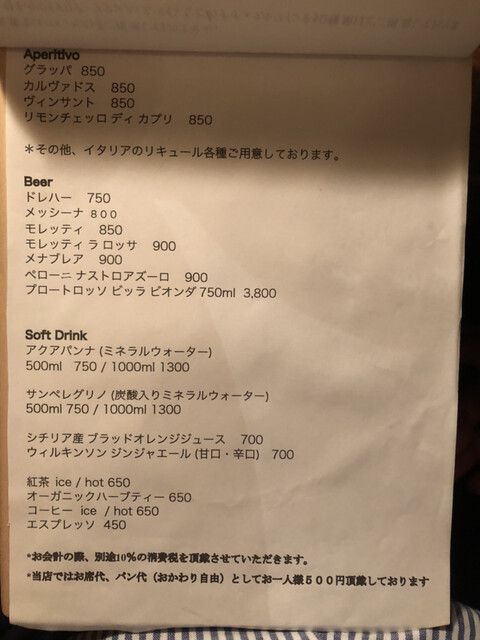 Aperitivo
グラッパ 850
カルヴァドス 850
ヴィンサント 850
リモンチェッロ ディ カプリ 850
＊その他、イタリアのリキュール各種ご用意しております。
Beer
ドレハー 750
メッシーナ ８００
モレッティ 850
モレッティ ラ ロッサ 900
メナブレア 900
ペローニ ナストロアズーロ 900
プロートロッソ ビッラ ビオンダ 750ml 3,800
Soft Drink
アクアパンナ (ミネラルウォーター)
500ml 750 / 1000ml 1300
サンペレグリノ (炭酸入りミネラルウォーター)
500ml 750 / 1000ml 1300
シチリア産 ブラッドオレンジジュース 700
ウィルキンソン ジンジャエール (甘口・辛口) 700
紅茶 ice / hot 650
オーガニックハーブティー 650
コーヒー ice / hot 650
エスプレッソ 450
*お会計の際、別途10％の消費税を頂戴させていただきます。
*当店ではお席代、パン代（おかわり自由）としてお一人様５００円頂戴しております